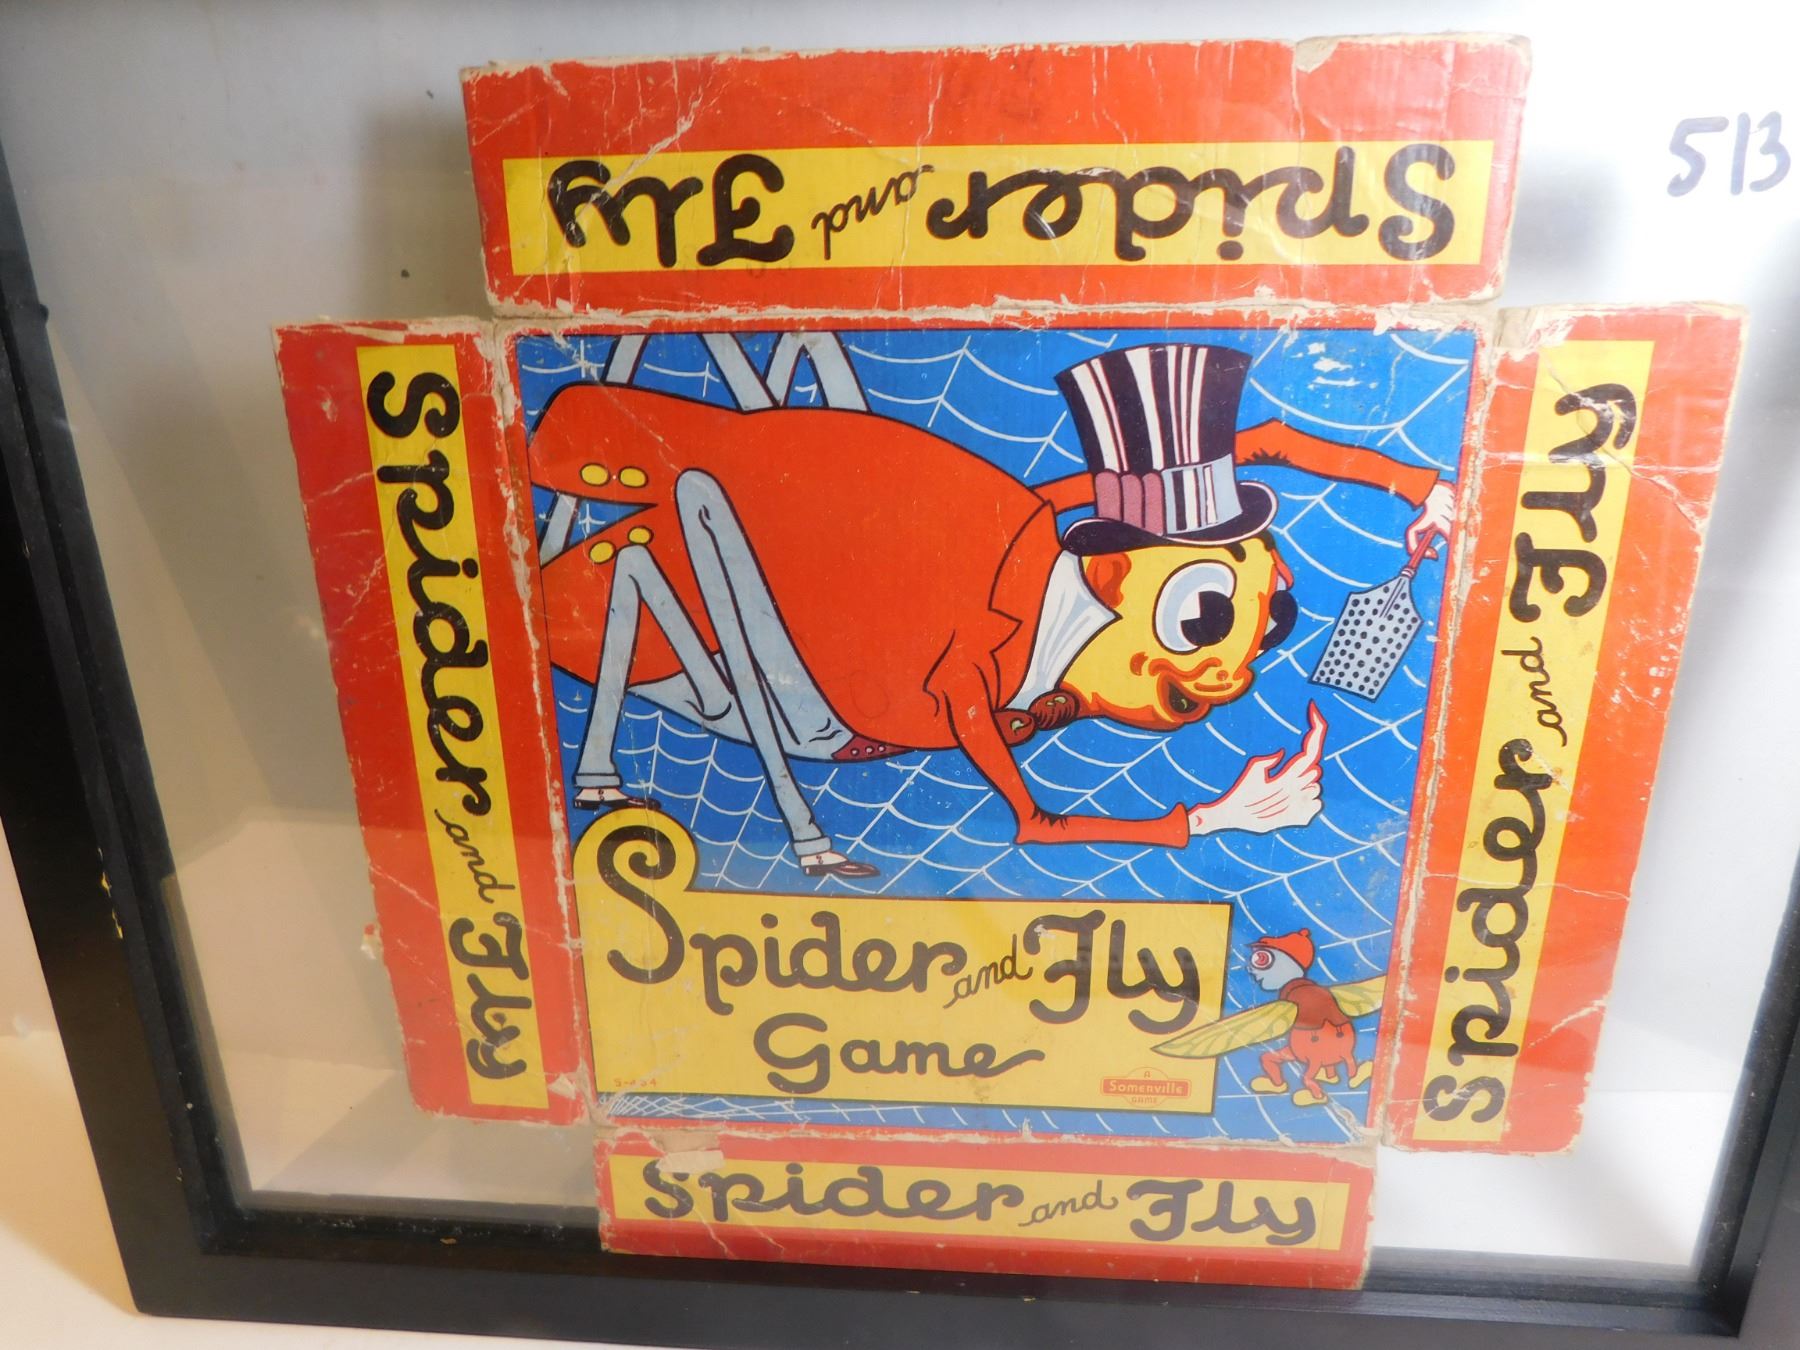 Spider and Fly
513
Spider and Fly
Spider and Fly
Spider and Fly
Game
A
Somerville
GAME
Spider and Fly